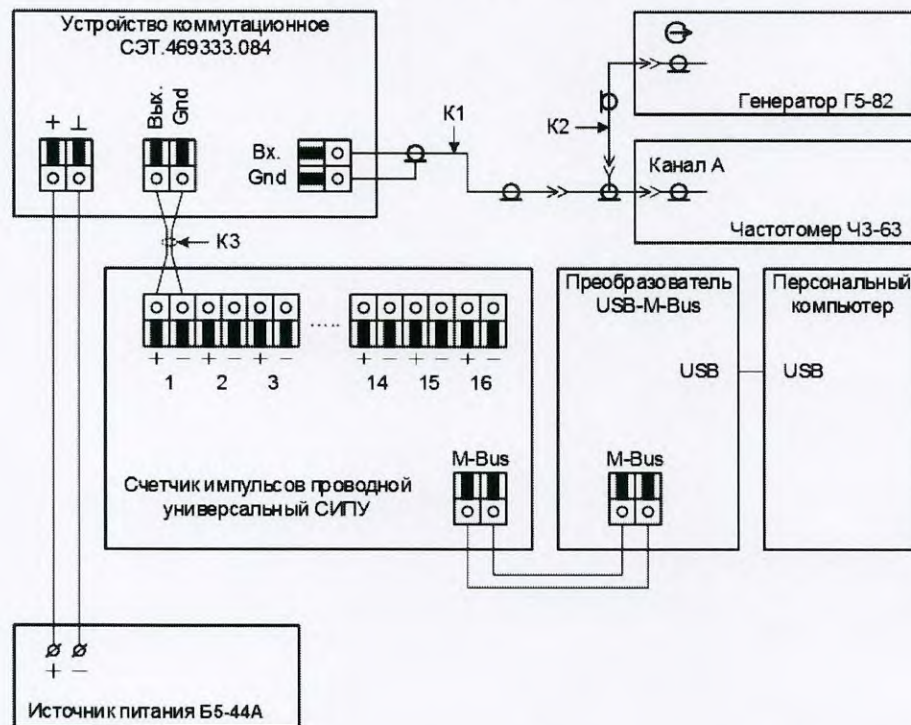 Устройство коммутационное
СЭТ.469333.084
+ ⊥
Вых.
Gnd
Вх.
Gnd
К1
К2
К3
Генератор Г5-82
Канал А
Частотомер Ч3-63
+ − + − + − ..... + − + − + −
1 2 3 14 15 16
M-Bus
Счетчик импульсов проводной
универсальный СИПУ
Преобразователь
USB-M-Bus
USB
M-Bus
Персональный
компьютер
USB
+ −
Источник питания Б5-44А